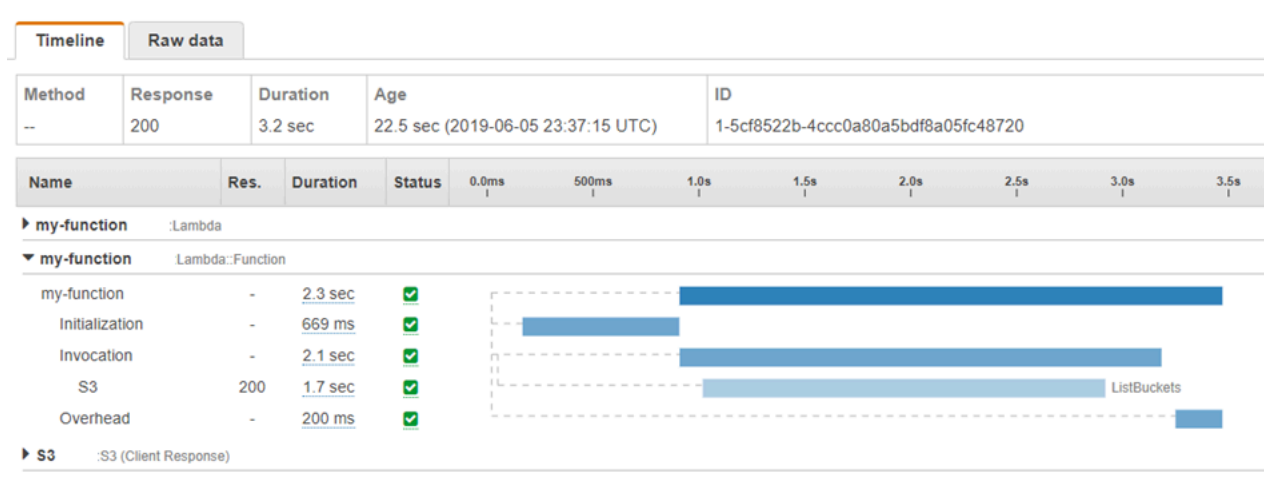 Timeline Raw data
Method Response Duration Age ID
-- 200 3.2 sec 22.5 sec (2019-06-05 23:37:15 UTC) 1-5cf8522b-4ccc0a80a5bdf8a05fc48720
Name Res. Duration Status 0.0ms 500ms 1.0s 1.5s 2.0s 2.5s 3.0s 3.5s
my-function :Lambda
my-function :Lambda::Function
my-function - 2.3 sec
Initialization - 669 ms
Invocation - 2.1 sec
S3 200 1.7 sec ListBuckets
Overhead - 200 ms
S3 :S3 (Client Response)